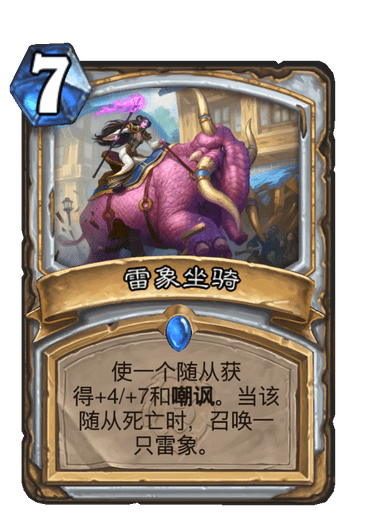 7
雷象坐骑
使一个随从获
得+4/+7和嘲讽。当该
随从死亡时，召唤一
只雷象。